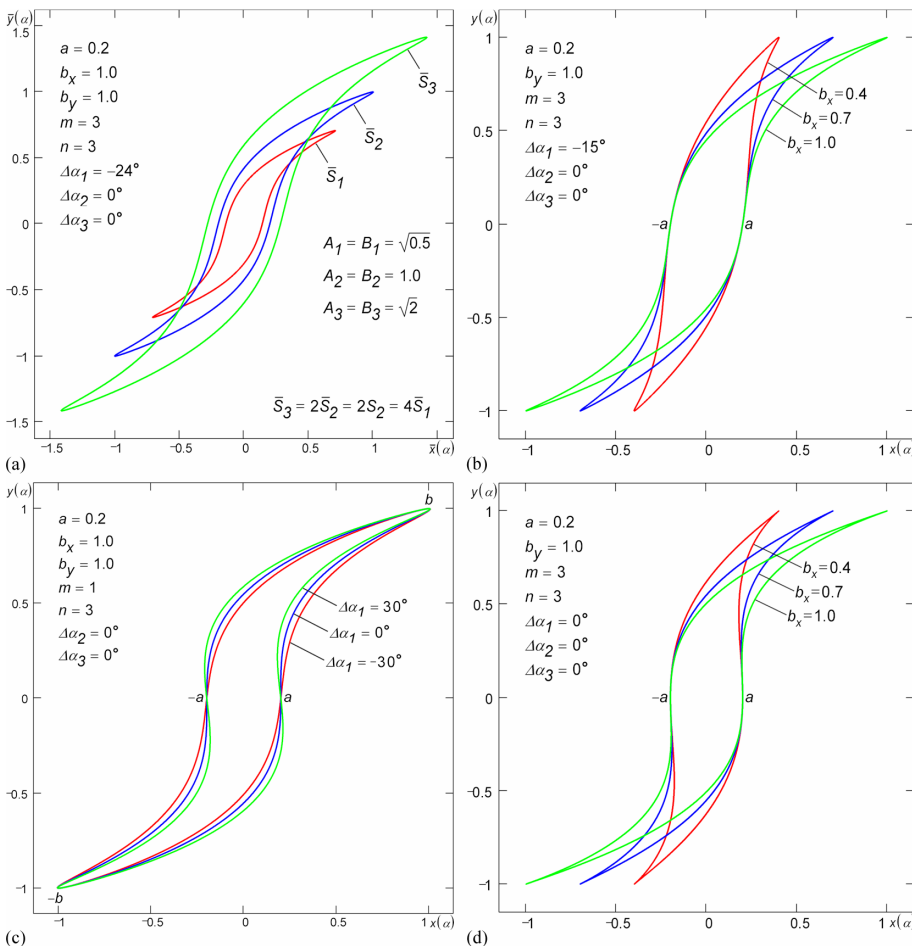 ȳ(α)
1.5
1
0.5
0
−0.5
−1
−1.5
a = 0.2
b_x = 1.0
b_y = 1.0
m = 3
n = 3
Δα_1 = −24°
Δα_2 = 0°
Δα_3 = 0°
S̄_3
S̄_2
S̄_1
A_1 = B_1 = √0.5
A_2 = B_2 = 1.0
A_3 = B_3 = √2
S̄_3 = 2S̄_2 = 2S_2 = 4S̄_1
−1.5 −1 −0.5 0 0.5 1 x̄(α)
(a)
y(α)
1
0.5
0
−0.5
−1
a = 0.2
b_y = 1.0
m = 3
n = 3
Δα_1 = −15°
Δα_2 = 0°
Δα_3 = 0°
b_x = 0.4
b_x = 0.7
b_x = 1.0
−a
a
−1 −0.5 0 0.5 1 x(α)
(b)
y(α)
1
0.5
0
−0.5
−1
a = 0.2
b_x = 1.0
b_y = 1.0
m = 1
n = 3
Δα_2 = 0°
Δα_3 = 0°
b
Δα_1 = 30°
Δα_1 = 0°
Δα_1 = −30°
−a
a
−b
−1 −0.5 0 0.5 1 x(α)
(c)
y(α)
1
0.5
0
−0.5
−1
a = 0.2
b_y = 1.0
m = 3
n = 3
Δα_1 = 0°
Δα_2 = 0°
Δα_3 = 0°
b_x = 0.4
b_x = 0.7
b_x = 1.0
−a
a
−1 −0.5 0 0.5 1 x(α)
(d)